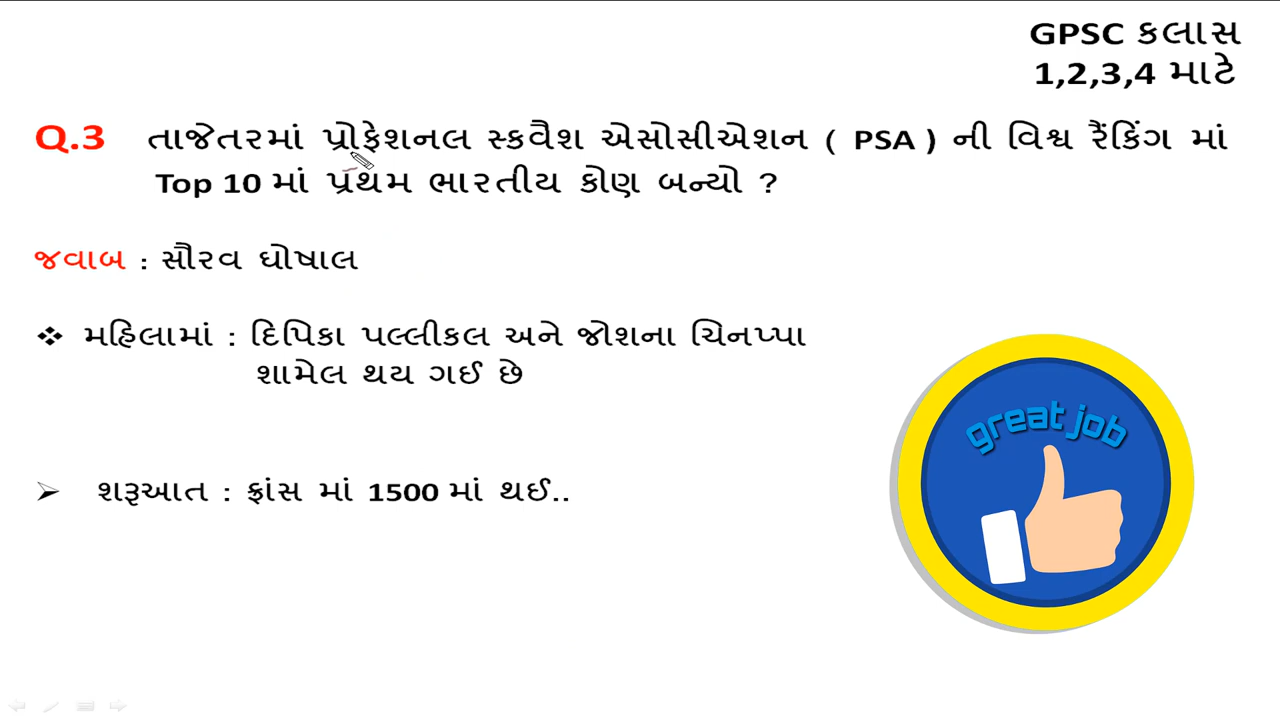 GPSC કલાસ
1,2,3,4 માટે
Q.3 તાજેતરમાં પ્રોફેશનલ સ્કવૈશ એસોસીએશન ( PSA ) ની વિશ્વ રૈંકિંગ માં
Top 10 માં પ્રથમ ભારતીય કોણ બન્યો ?
જવાબ : સૌરવ ઘોષાલ
❖ મહિલામાં : દિપિકા પલ્લીકલ અને જોશના ચિનપ્પા
શામેલ થય ગઈ છે
great job
➢ શરૂઆત : ફ્રાંસ માં 1500 માં થઈ..